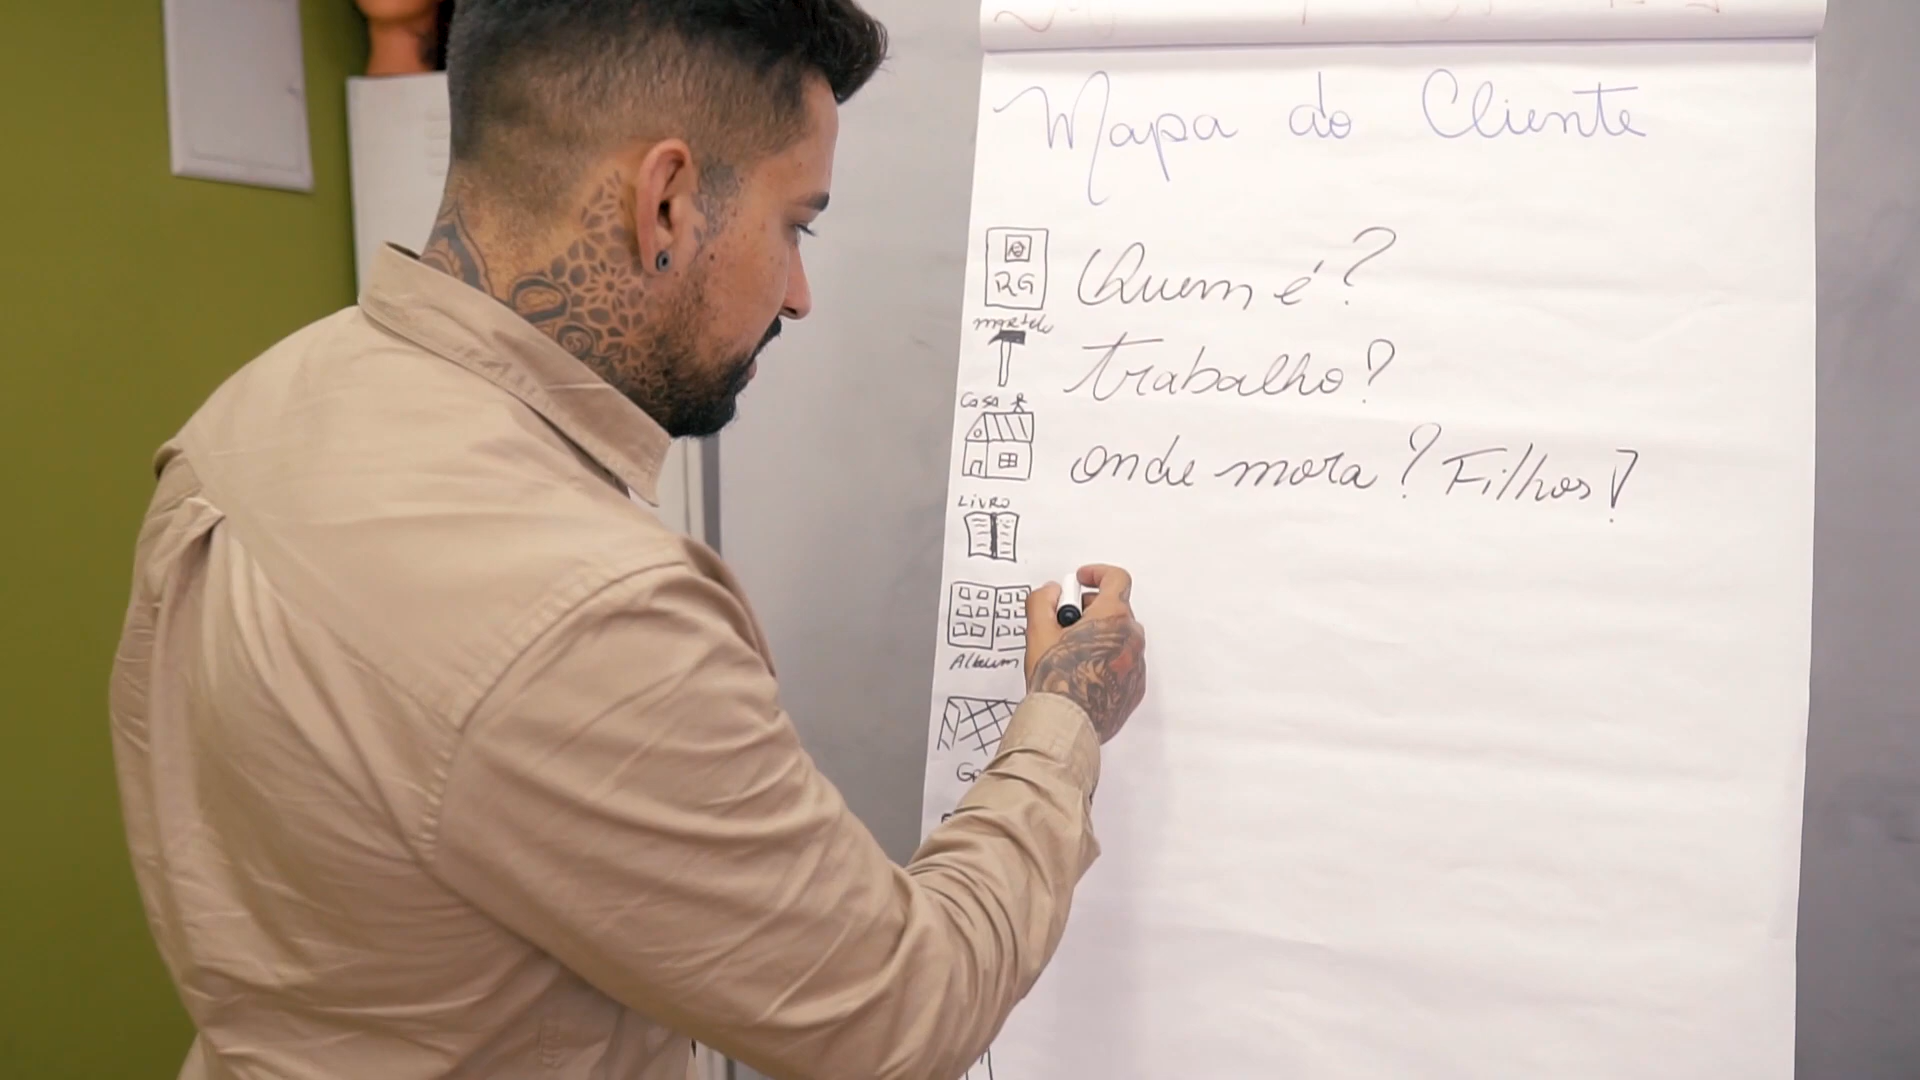 Mapa do Cliente
RG Quem é?
martelo
trabalho?
Casa
onde mora? Filhos?
LIVRO
Album